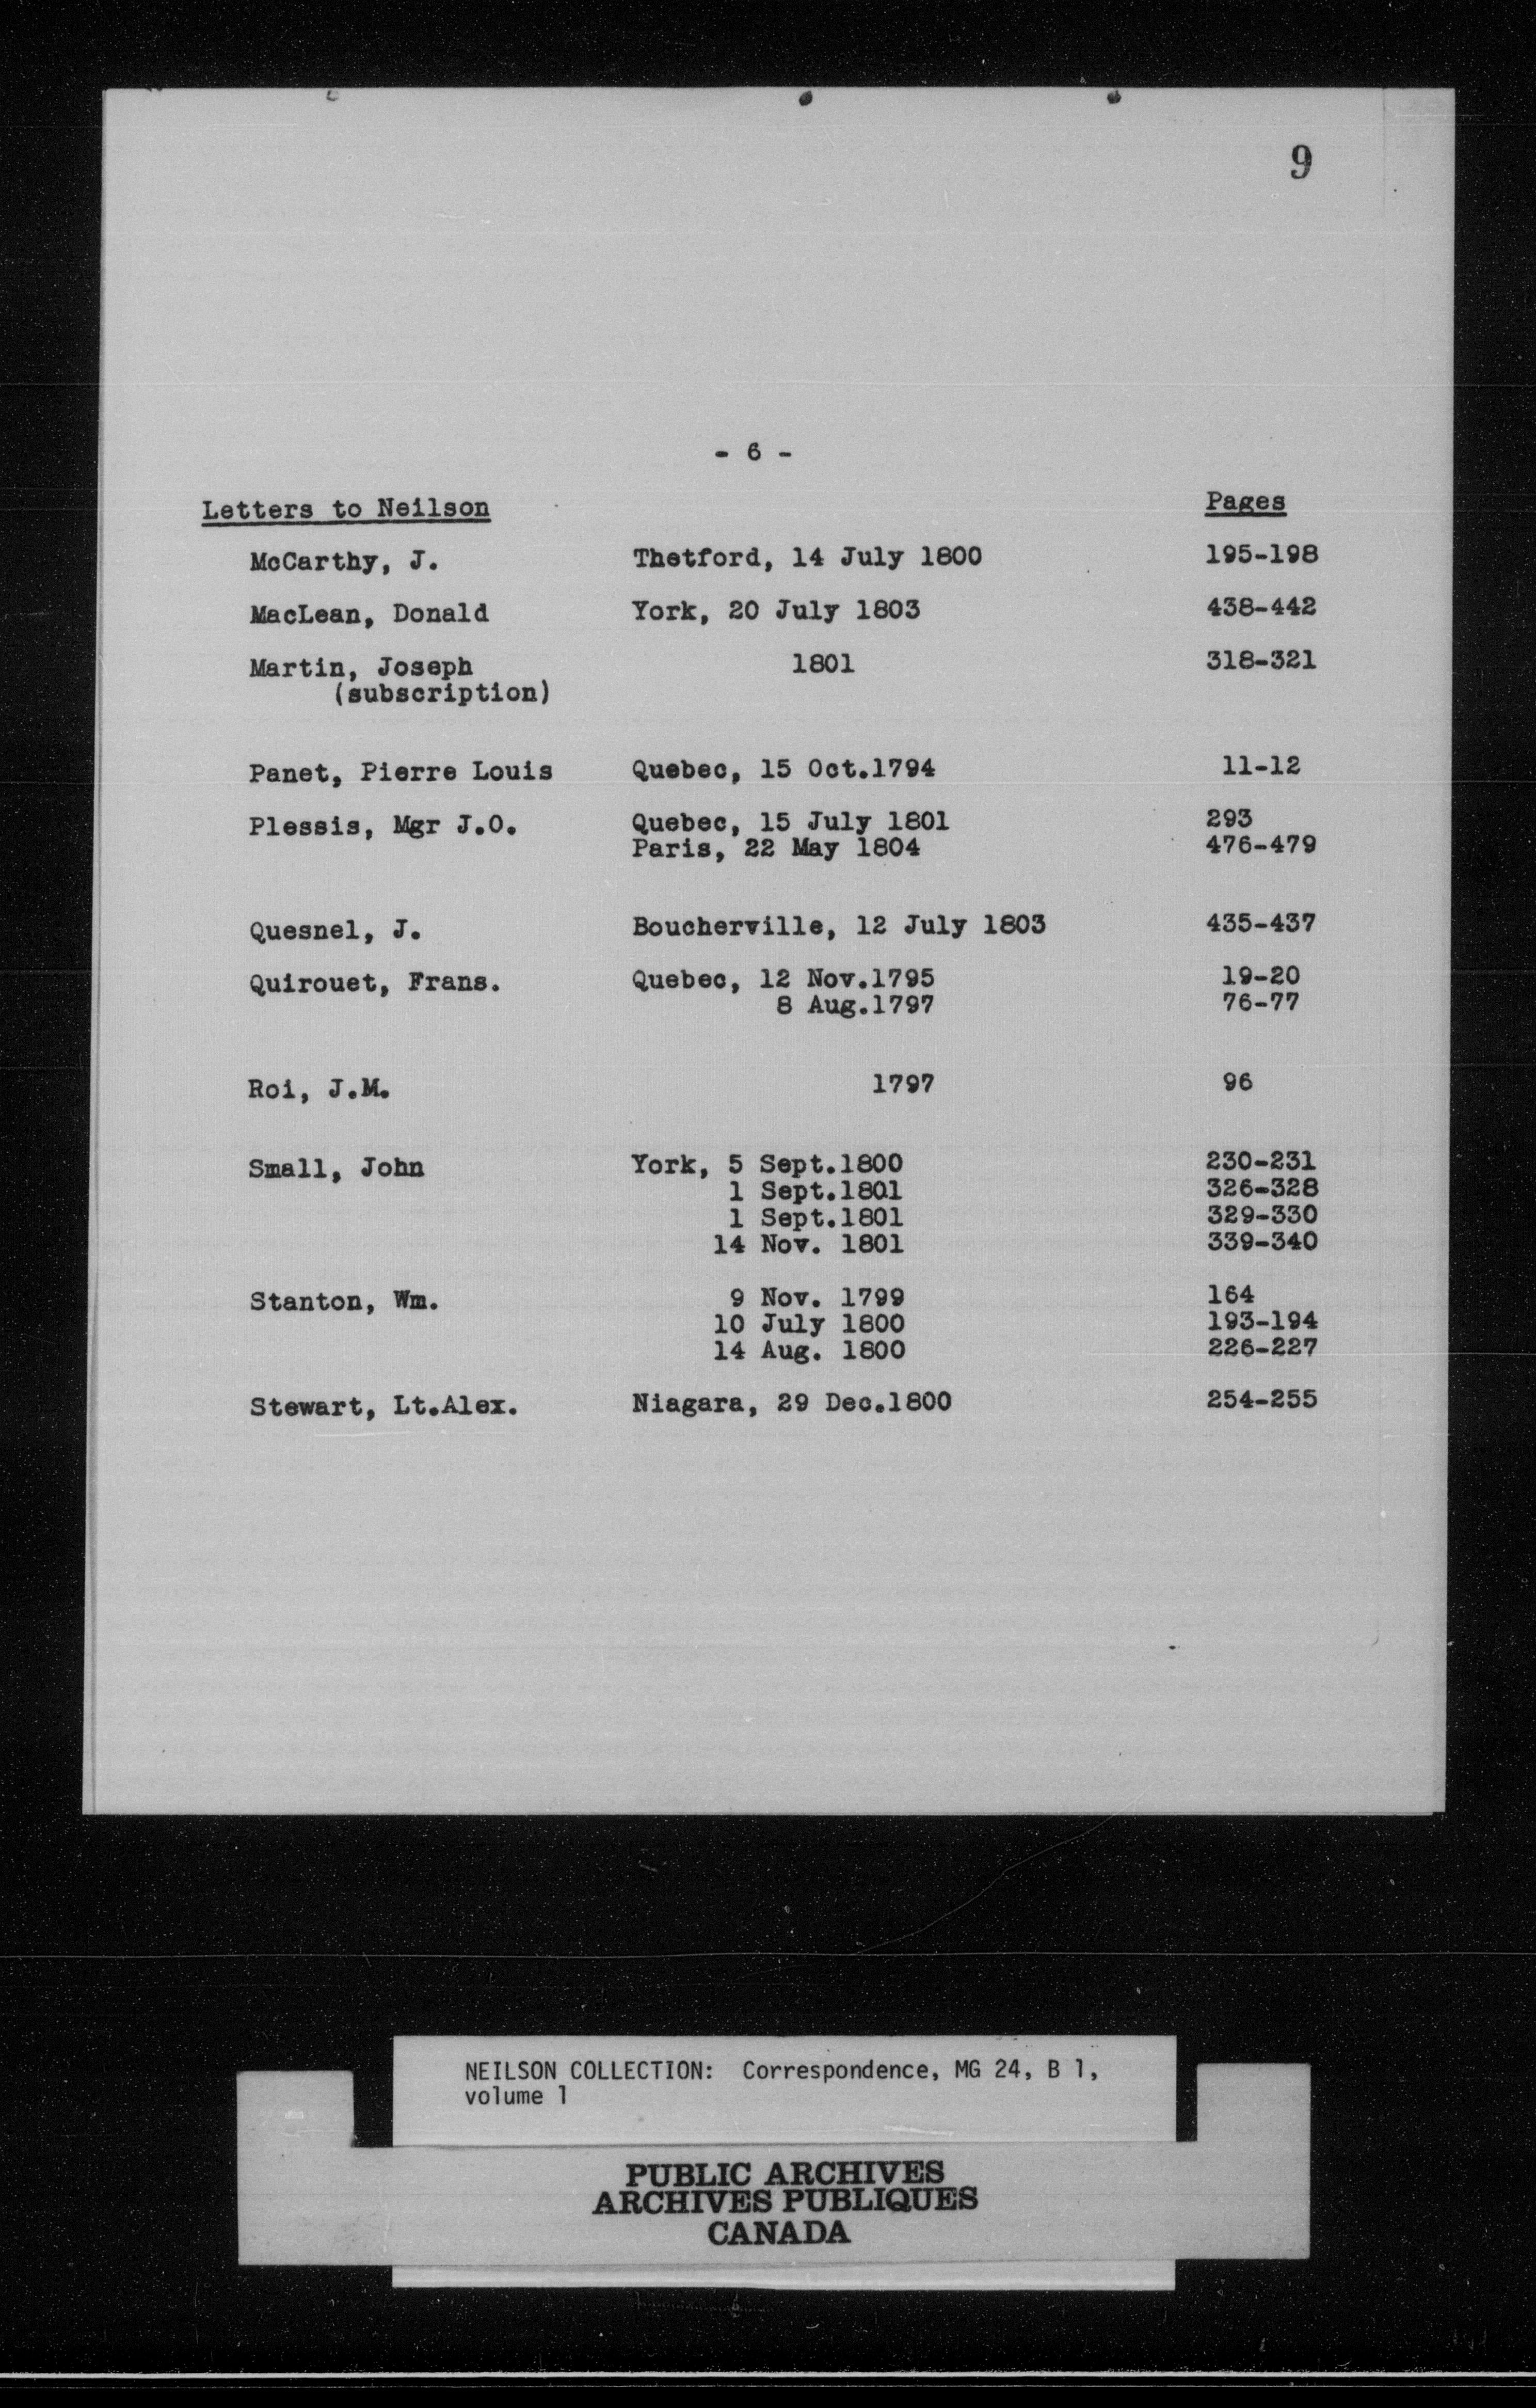 9
- 6 -
Letters to Neilson Pages
McCarthy, J. Thetford, 14 July 1800 195-198
MacLean, Donald York, 20 July 1803 438-442
Martin, Joseph 1801 318-321
(subscription)
Panet, Pierre Louis Quebec, 15 Oct.1794 11-12
Plessis, Mgr J.O. Quebec, 15 July 1801 293
Paris, 22 May 1804 476-479
Quesnel, J. Boucherville, 12 July 1803 435-437
Quirouet, Frans. Quebec, 12 Nov.1795 19-20
8 Aug.1797 76-77
Roi, J.M. 1797 96
Small, John York, 5 Sept.1800 230-231
1 Sept.1801 326-328
1 Sept.1801 329-330
14 Nov. 1801 339-340
Stanton, Wm. 9 Nov. 1799 164
10 July 1800 193-194
14 Aug. 1800 226-227
Stewart, Lt.Alex. Niagara, 29 Dec.1800 254-255
NEILSON COLLECTION: Correspondence, MG 24, B 1,
volume 1
PUBLIC ARCHIVES
ARCHIVES PUBLIQUES
CANADA